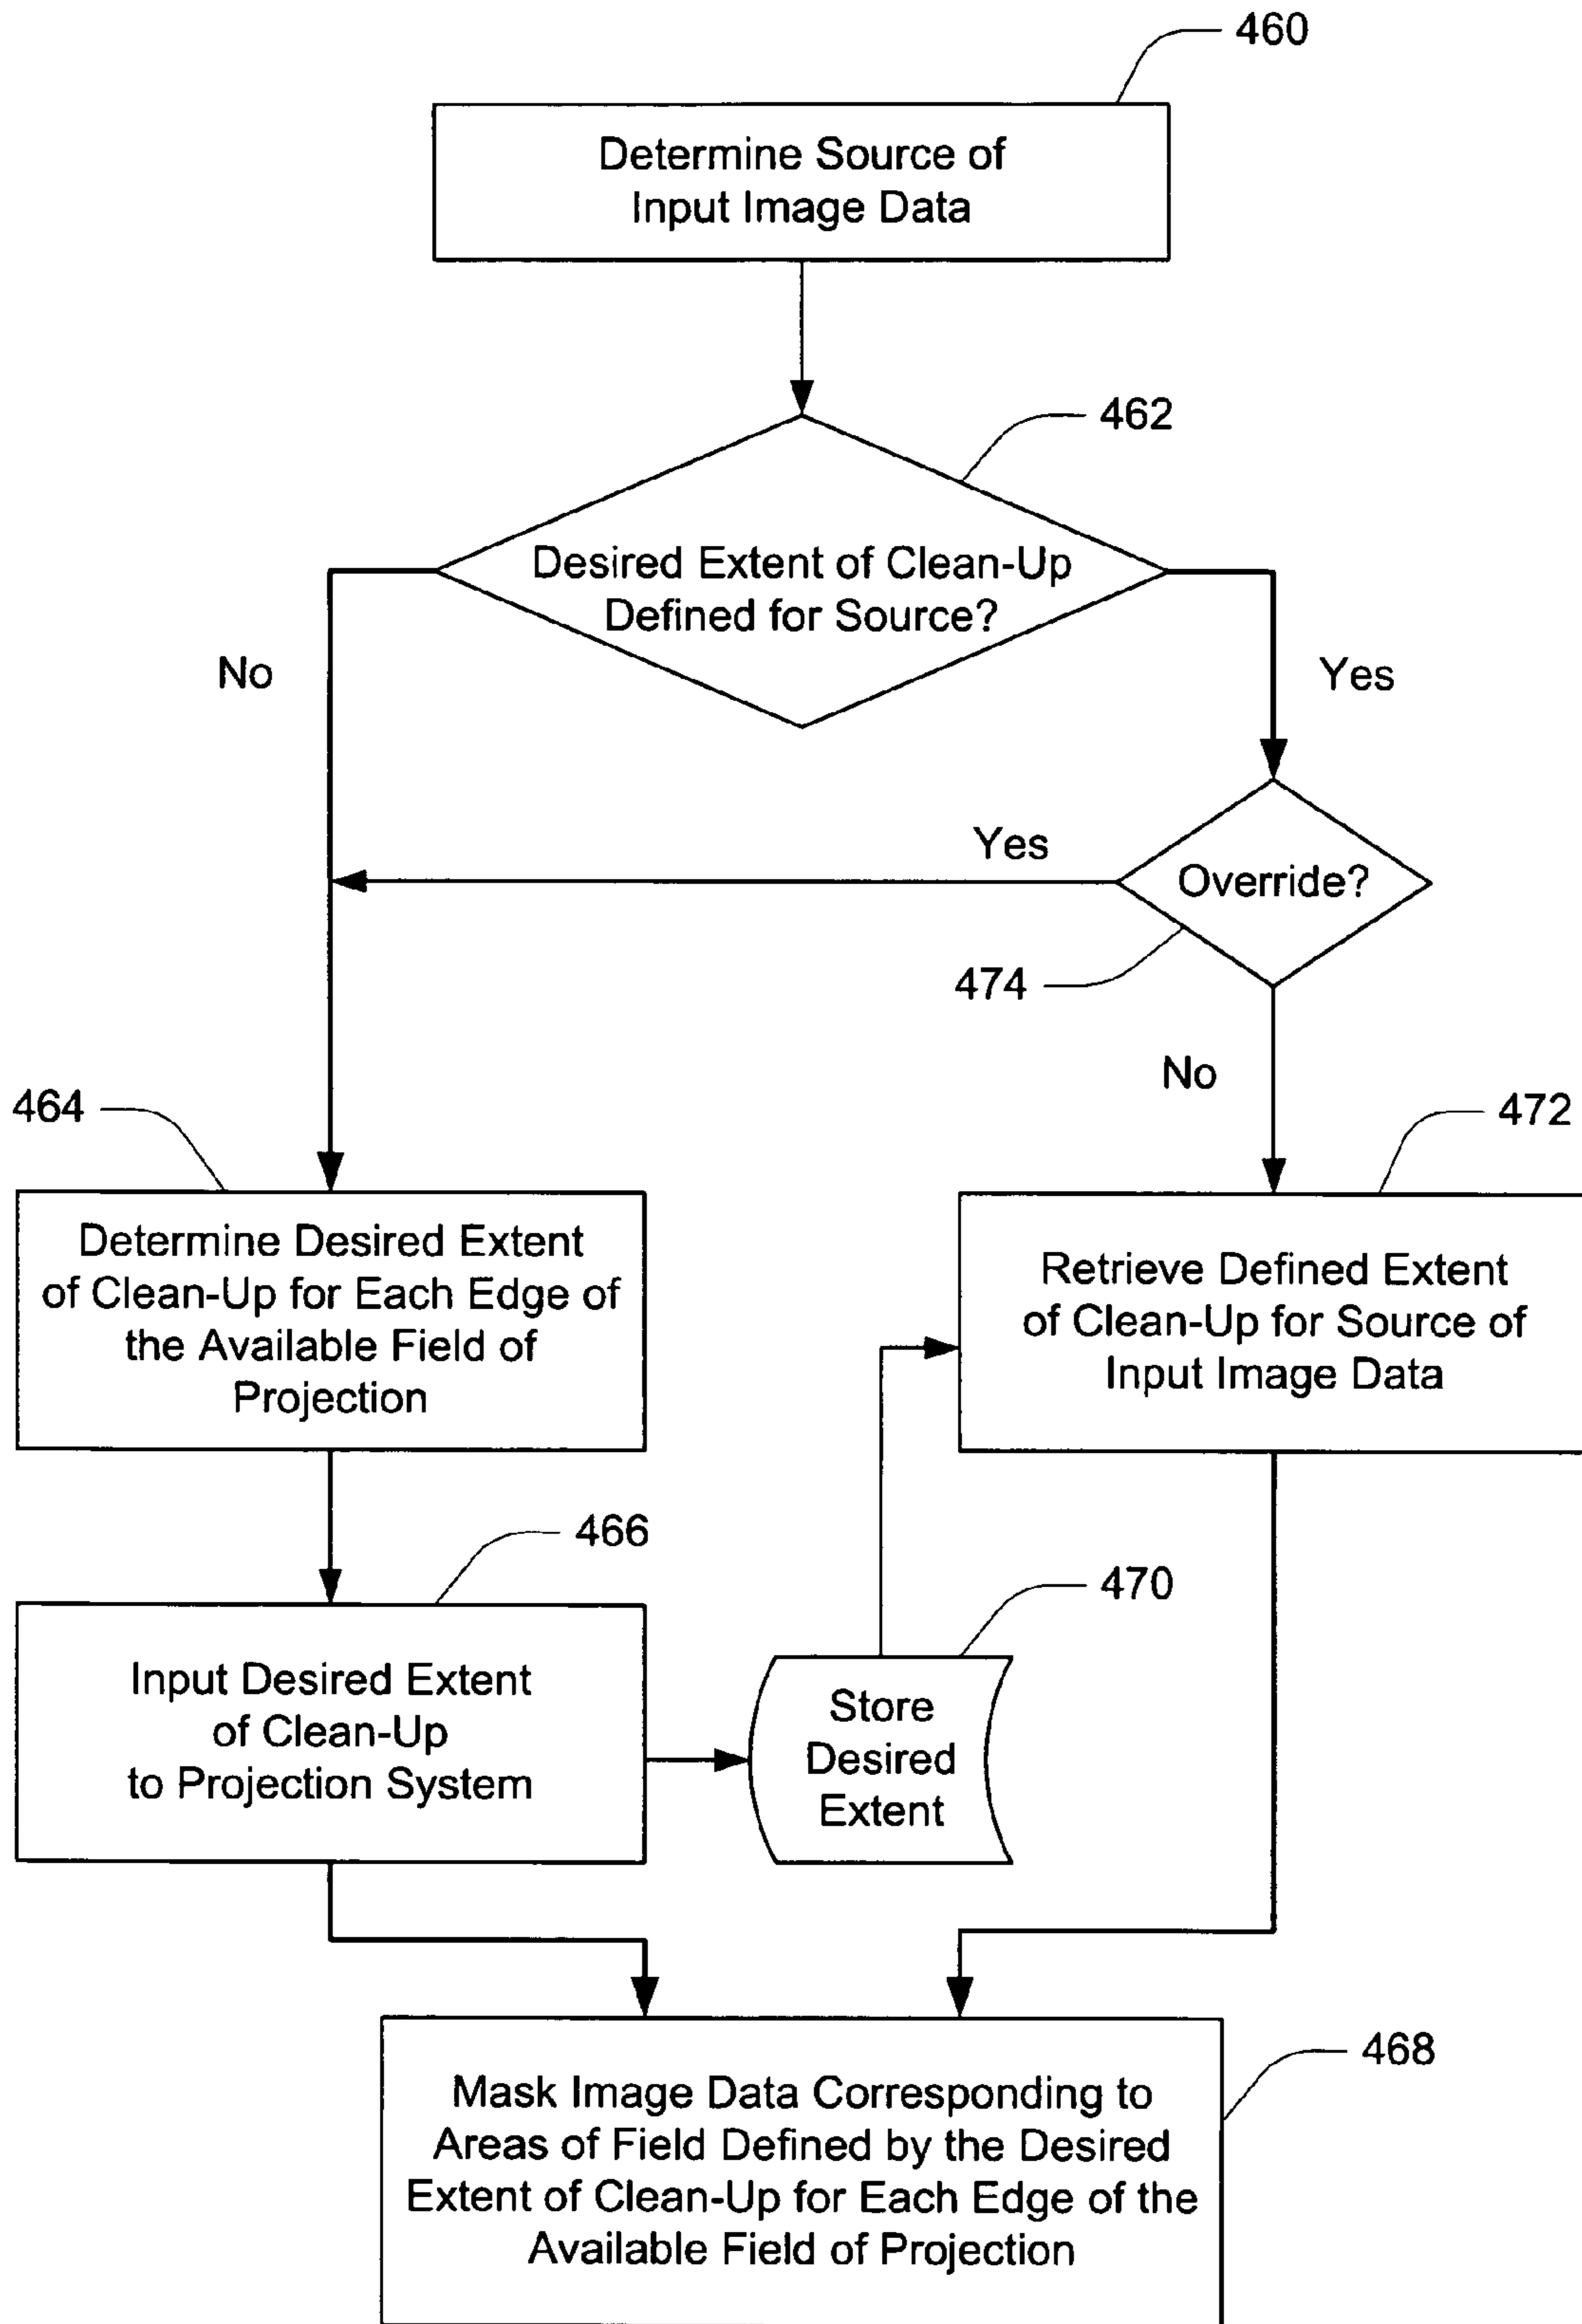 460
Determine Source of
Input Image Data
462
Desired Extent of Clean-Up
Defined for Source?
No
Yes
Yes
Override?
474
No
464
472
Determine Desired Extent
of Clean-Up for Each Edge of
the Available Field of
Projection
Retrieve Defined Extent
of Clean-Up for Source of
Input Image Data
466
470
Input Desired Extent
of Clean-Up
to Projection System
Store
Desired
Extent
468
Mask Image Data Corresponding to
Areas of Field Defined by the Desired
Extent of Clean-Up for Each Edge of the
Available Field of Projection